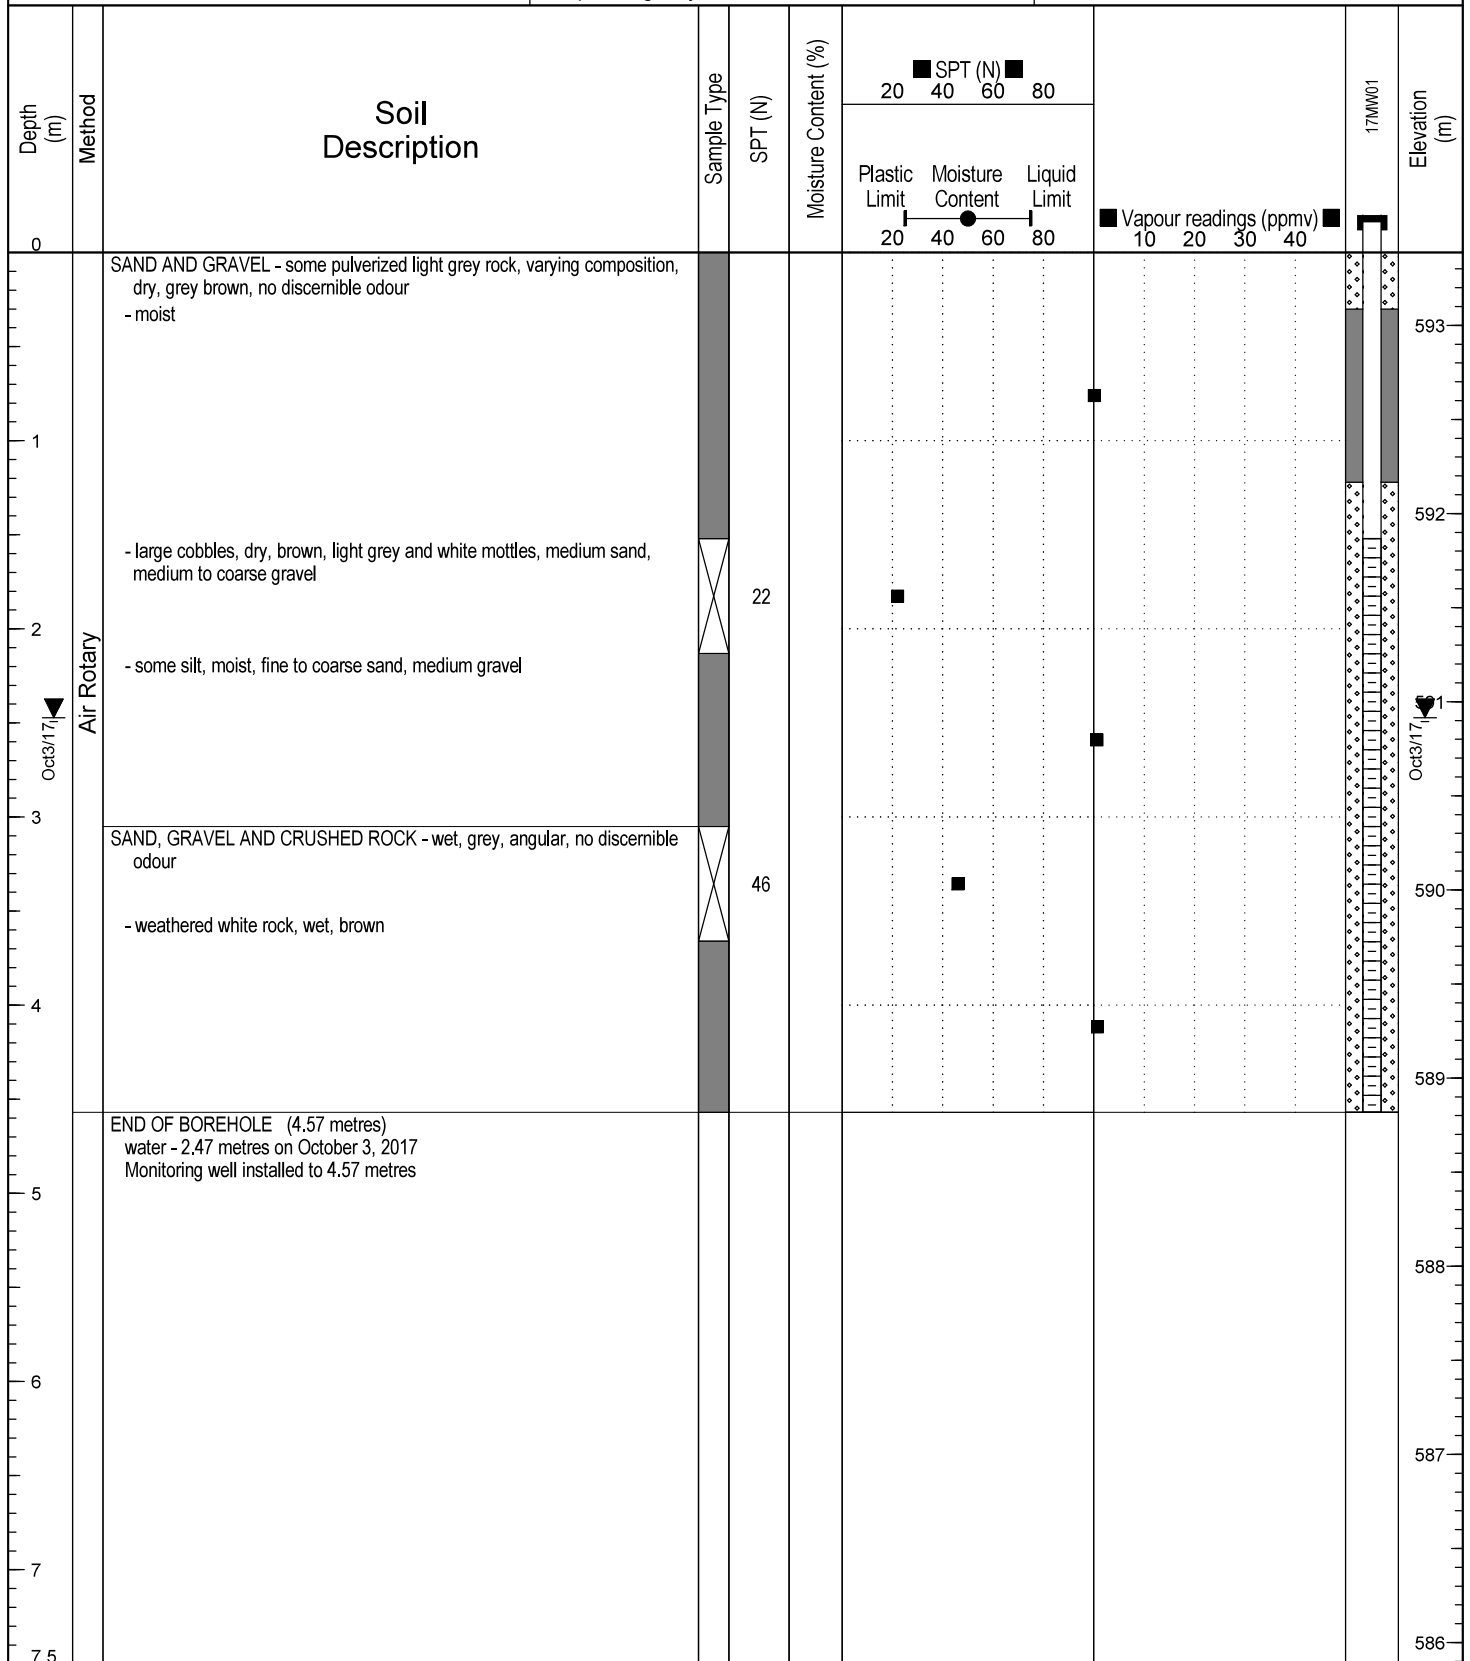 Depth
(m)
Method
Soil
Description
Sample Type
SPT (N)
Moisture Content (%)
SPT (N)
20 40 60 80
Plastic Moisture Liquid
Limit Content Limit
20 40 60 80
Vapour readings (ppmv)
10 20 30 40
17MW01
Elevation
(m)
0
SAND AND GRAVEL - some pulverized light grey rock, varying composition,
dry, grey brown, no discernible odour
- moist
593
1
592
- large cobbles, dry, brown, light grey and white mottles, medium sand,
medium to coarse gravel
22
2
Air Rotary
- some silt, moist, fine to coarse sand, medium gravel
591
Oct3/17
Oct3/17
3
SAND, GRAVEL AND CRUSHED ROCK - wet, grey, angular, no discernible
odour
46
590
- weathered white rock, wet, brown
4
589
END OF BOREHOLE (4.57 metres)
water - 2.47 metres on October 3, 2017
Monitoring well installed to 4.57 metres
5
588
6
587
7
586
7.5